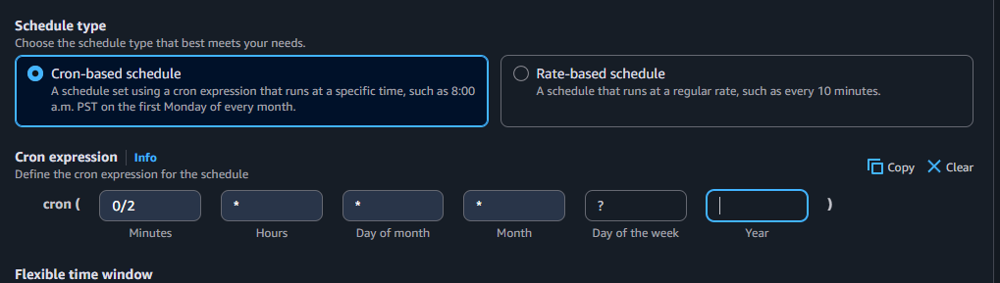 Schedule type
Choose the schedule type that best meets your needs.
Cron-based schedule
A schedule set using a cron expression that runs at a specific time, such as 8:00
a.m. PST on the first Monday of every month.
Rate-based schedule
A schedule that runs at a regular rate, such as every 10 minutes.
Cron expression Info
Define the cron expression for the schedule
Copy Clear
cron ( 0/2 * * * ? )
Minutes Hours Day of month Month Day of the week Year
Flexible time window